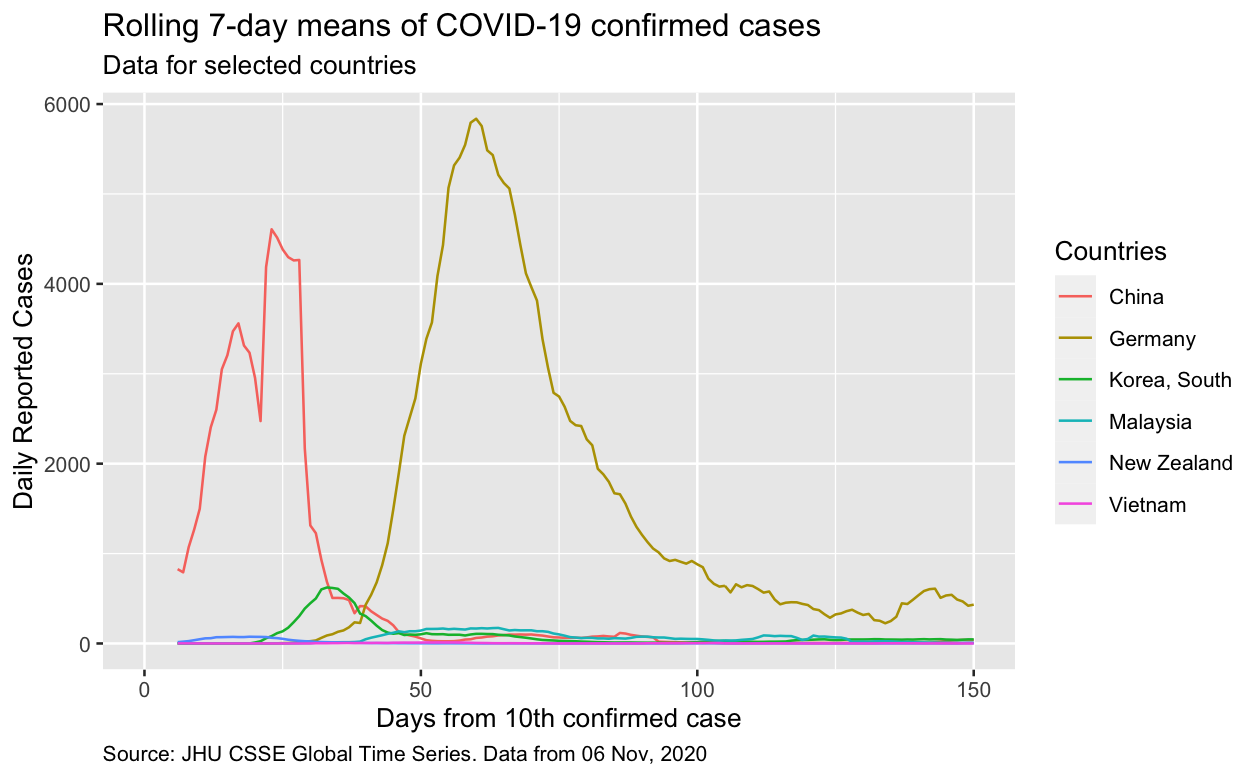 Rolling 7-day means of COVID-19 confirmed cases
Data for selected countries
Daily Reported Cases
6000
4000
2000
0
0 50 100 150
Days from 10th confirmed case
Countries
China
Germany
Korea, South
Malaysia
New Zealand
Vietnam
Source: JHU CSSE Global Time Series. Data from 06 Nov, 2020